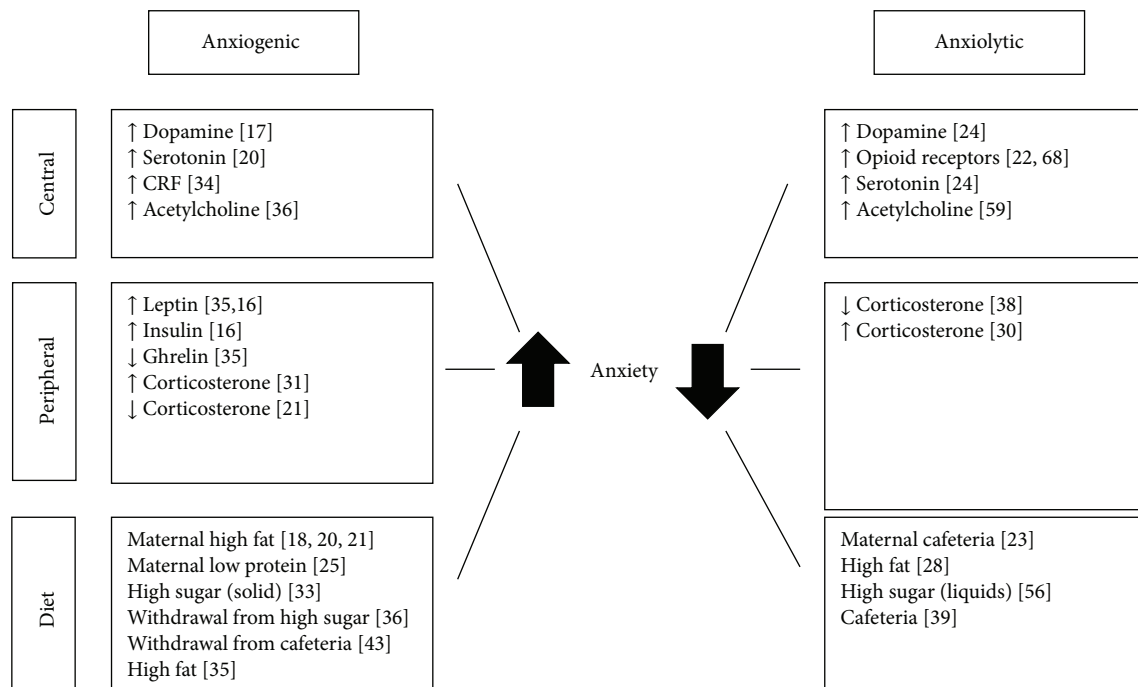 Anxiogenic
Anxiolytic
Central
↑ Dopamine [17]
↑ Serotonin [20]
↑ CRF [34]
↑ Acetylcholine [36]
↑ Dopamine [24]
↑ Opioid receptors [22, 68]
↑ Serotonin [24]
↑ Acetylcholine [59]
Peripheral
↑ Leptin [35,16]
↑ Insulin [16]
↓ Ghrelin [35]
↑ Corticosterone [31]
↓ Corticosterone [21]
Anxiety
↓ Corticosterone [38]
↑ Corticosterone [30]
Diet
Maternal high fat [18, 20, 21]
Maternal low protein [25]
High sugar (solid) [33]
Withdrawal from high sugar [36]
Withdrawal from cafeteria [43]
High fat [35]
Maternal cafeteria [23]
High fat [28]
High sugar (liquids) [56]
Cafeteria [39]